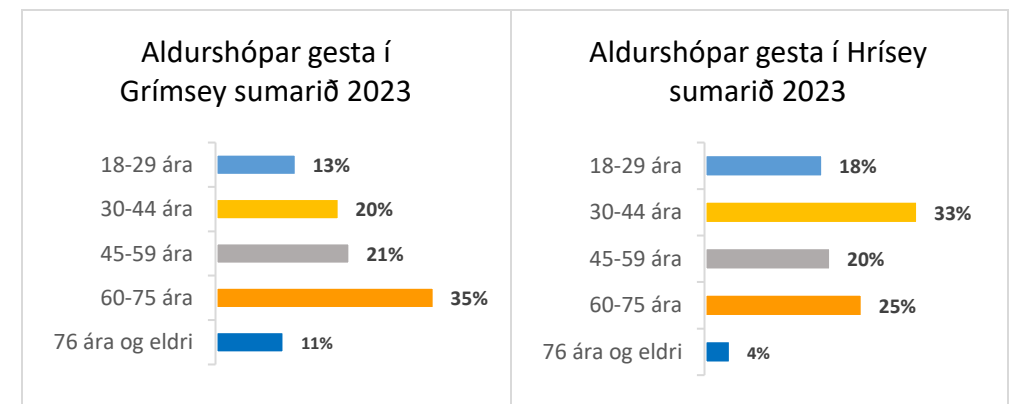 Aldurshópar gesta í
Grímsey sumarið 2023
18-29 ára 13%
30-44 ára 20%
45-59 ára 21%
60-75 ára 35%
76 ára og eldri 11%
Aldurshópar gesta í Hrísey
sumarið 2023
18-29 ára 18%
30-44 ára 33%
45-59 ára 20%
60-75 ára 25%
76 ára og eldri 4%